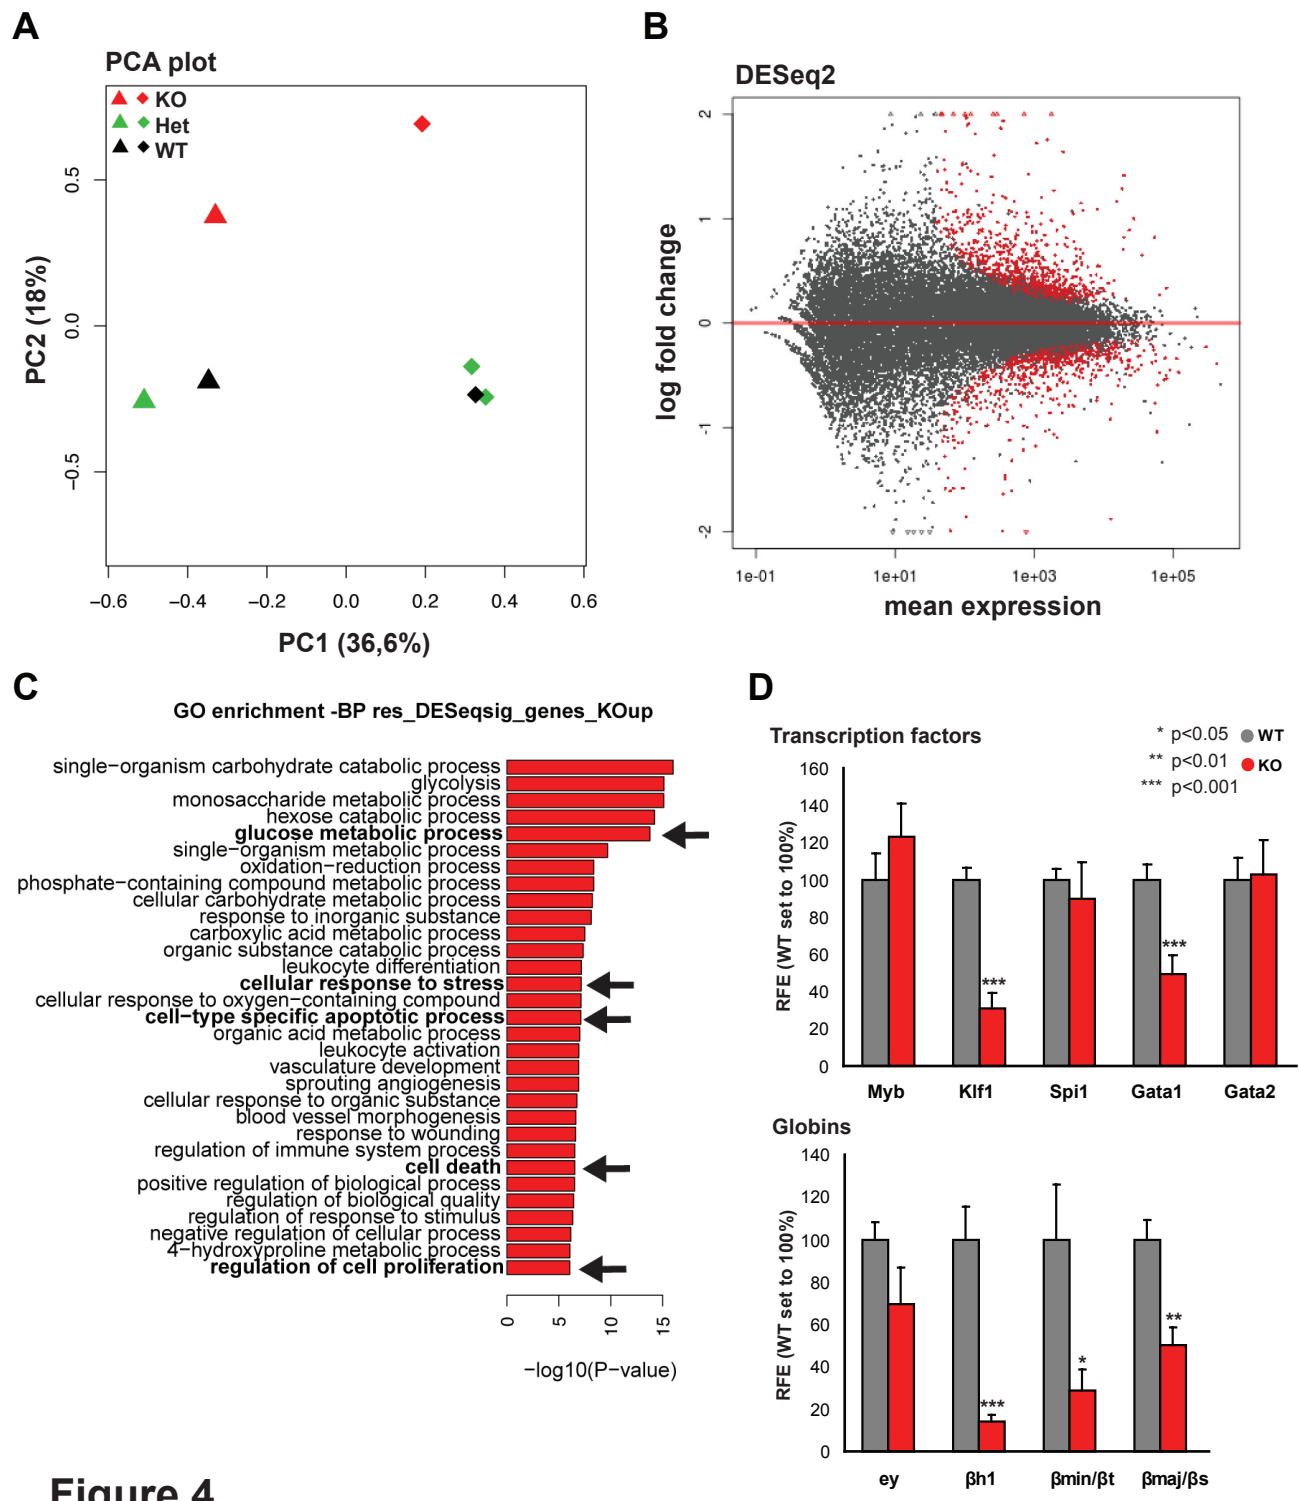 A
PCA plot
KO
Het
WT
PC2 (18%)
0.5
0.0
−0.5
−0.6
−0.4
−0.2
0.0
0.2
0.4
0.6
PC1 (36,6%)
B
DESeq2
log fold change
2
1
0
-1
-2
1e-01
1e+01
1e+03
1e+05
mean expression
C
GO enrichment -BP res_DESeqsig_genes_KOup
single−organism carbohydrate catabolic process
glycolysis
monosaccharide metabolic process
hexose catabolic process
glucose metabolic process
single−organism metabolic process
oxidation−reduction process
phosphate−containing compound metabolic process
cellular carbohydrate metabolic process
response to inorganic substance
carboxylic acid metabolic process
organic substance catabolic process
leukocyte differentiation
cellular response to stress
cellular response to oxygen−containing compound
cell−type specific apoptotic process
organic acid metabolic process
leukocyte activation
vasculature development
sprouting angiogenesis
cellular response to organic substance
blood vessel morphogenesis
response to wounding
regulation of immune system process
cell death
positive regulation of biological process
regulation of biological quality
regulation of response to stimulus
negative regulation of cellular process
4−hydroxyproline metabolic process
regulation of cell proliferation
0
5
10
15
−log10(P−value)
D
Transcription factors
* p<0.05
** p<0.01
*** p<0.001
WT
KO
RFE (WT set to 100%)
160
140
120
100
80
60
40
20
0
***
***
Myb
Klf1
Spi1
Gata1
Gata2
Globins
RFE (WT set to 100%)
140
120
100
80
60
40
20
0
***
*
**
ey
βh1
βmin/βt
βmaj/βs
Figure 4